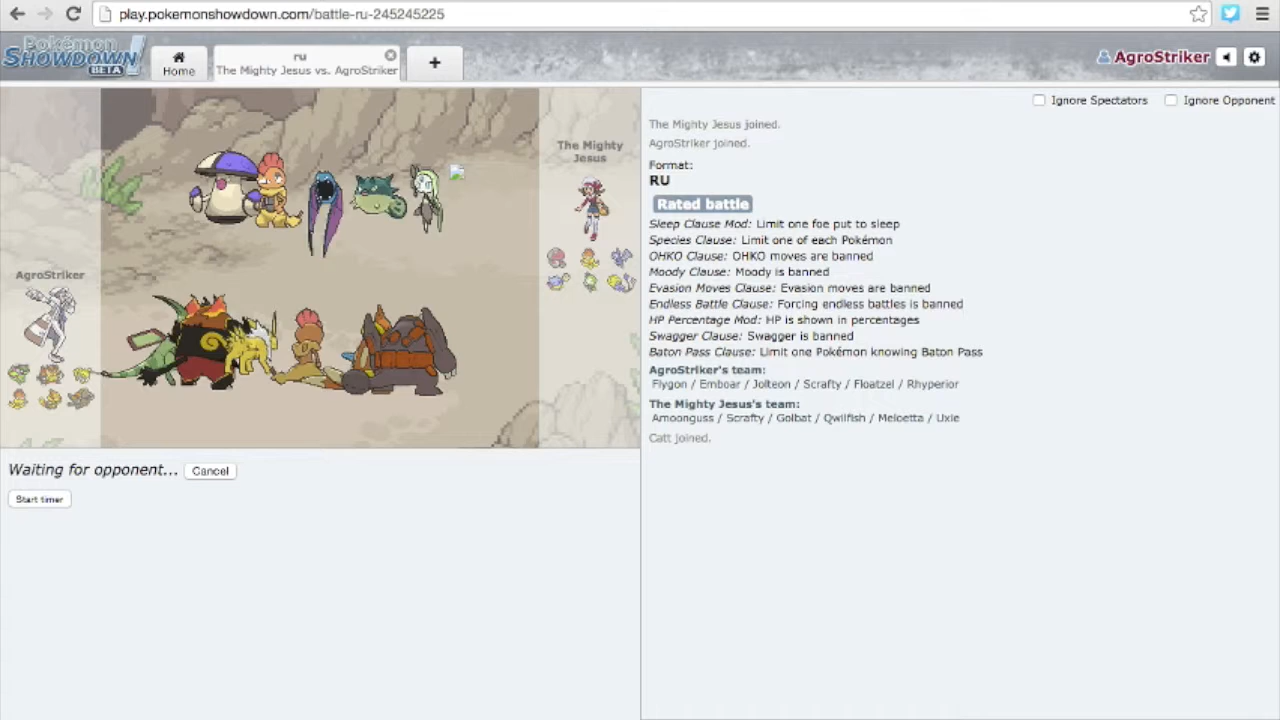 play.pokemonshowdown.com/battle-ru-245245225
Pokémon
SHOWDOWN!
BETA
Home
ru
The Mighty Jesus vs. AgroStriker
+
AgroStriker
Ignore Spectators
Ignore Opponent
The Mighty
Jesus
AgroStriker
Waiting for opponent...
Cancel
Start timer
The Mighty Jesus joined.
AgroStriker joined.
Format:
RU
Rated battle
Sleep Clause Mod: Limit one foe put to sleep
Species Clause: Limit one of each Pokémon
OHKO Clause: OHKO moves are banned
Moody Clause: Moody is banned
Evasion Moves Clause: Evasion moves are banned
Endless Battle Clause: Forcing endless battles is banned
HP Percentage Mod: HP is shown in percentages
Swagger Clause: Swagger is banned
Baton Pass Clause: Limit one Pokémon knowing Baton Pass
AgroStriker's team:
Flygon / Emboar / Jolteon / Scrafty / Floatzel / Rhyperior
The Mighty Jesus's team:
Amoonguss / Scrafty / Golbat / Qwilfish / Meloetta / Uxie
Catt joined.